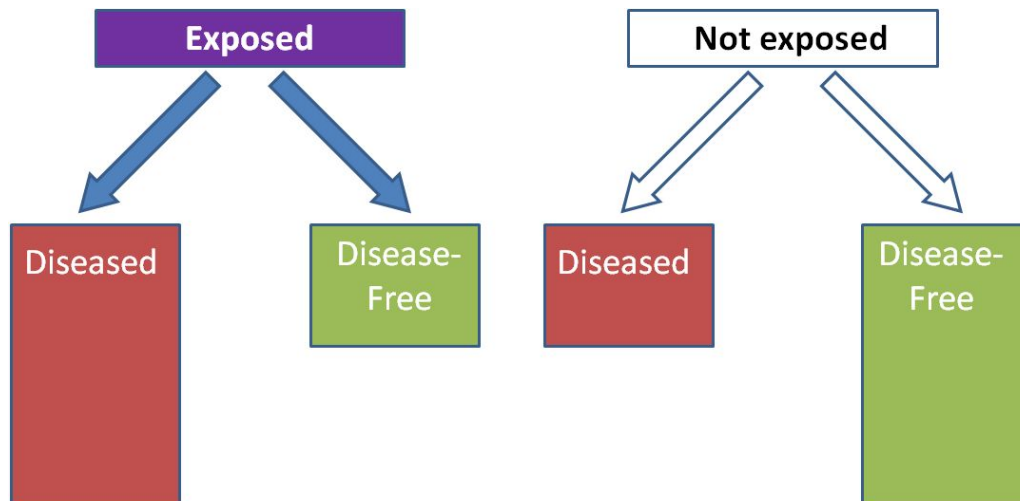 Exposed
Not exposed
Diseased
Disease-
Free
Diseased
Disease-
Free